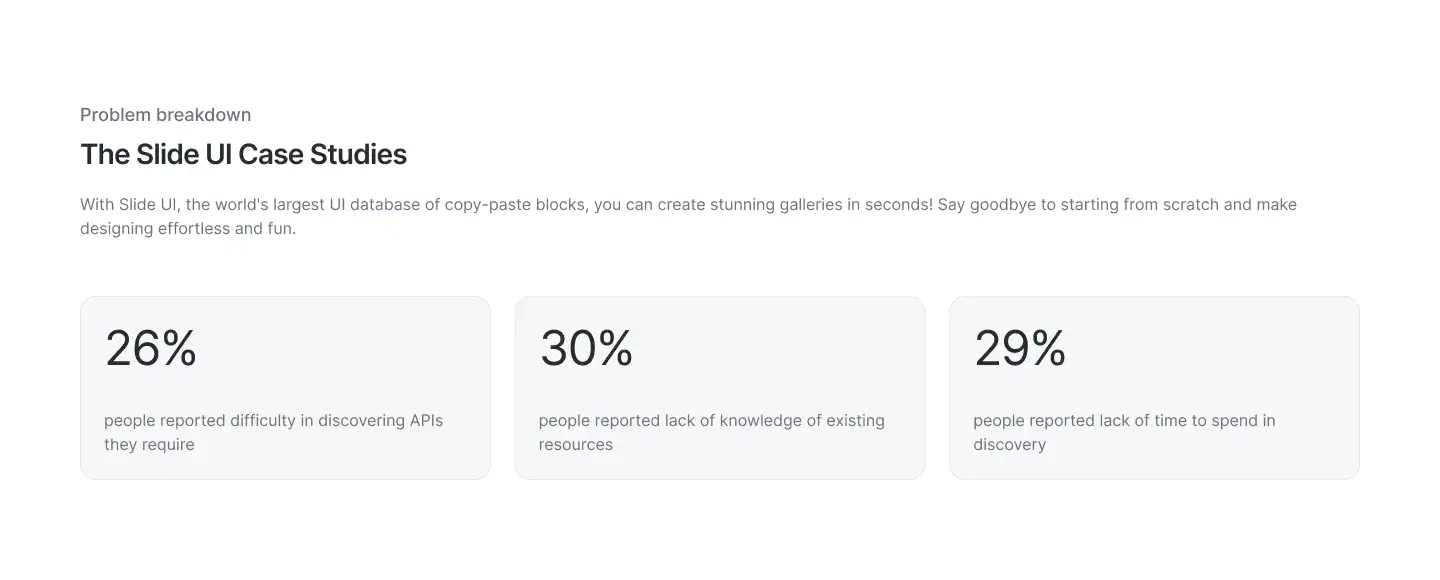 Problem breakdown
The Slide UI Case Studies
With Slide UI, the world's largest UI database of copy-paste blocks, you can create stunning galleries in seconds! Say goodbye to starting from scratch and make
designing effortless and fun.
26%
people reported difficulty in discovering APIs
they require
30%
people reported lack of knowledge of existing
resources
29%
people reported lack of time to spend in
discovery